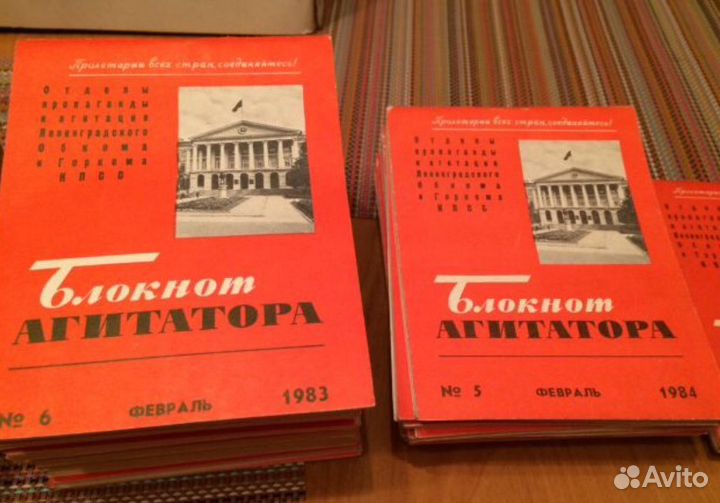 Пролетарии всех стран, соединяйтесь!
Отделы
пропаганды
и агитации
Ленинградского
Обкома
и Горкома
КПСС
Блокнот
АГИТАТОРА
№ 6 ФЕВРАЛЬ 1983
Пролетарии всех стран, соединяйтесь!
Отделы
пропаганды
и агитации
Ленинградского
Обкома
и Горкома
КПСС
Блокнот
АГИТАТОРА
№ 5 ФЕВРАЛЬ 1984
Avito